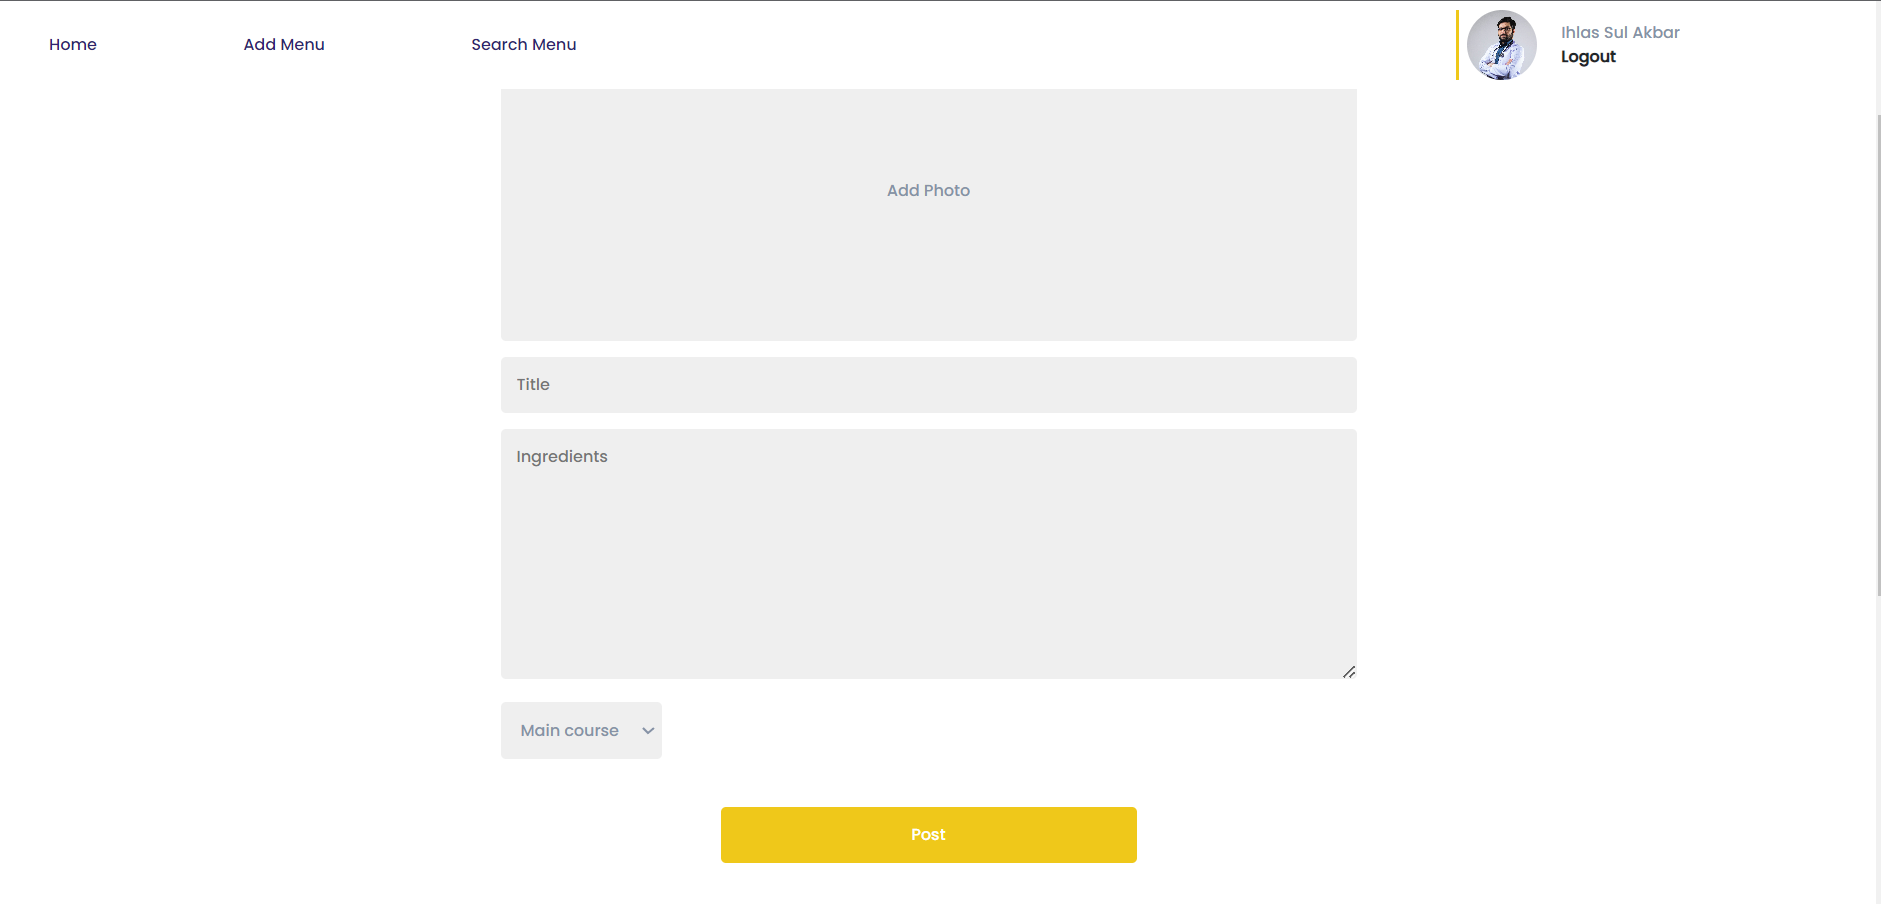 Home
Add Menu
Search Menu
Ihlas Sul Akbar
Logout
Add Photo
Title
Ingredients
Main course
Post